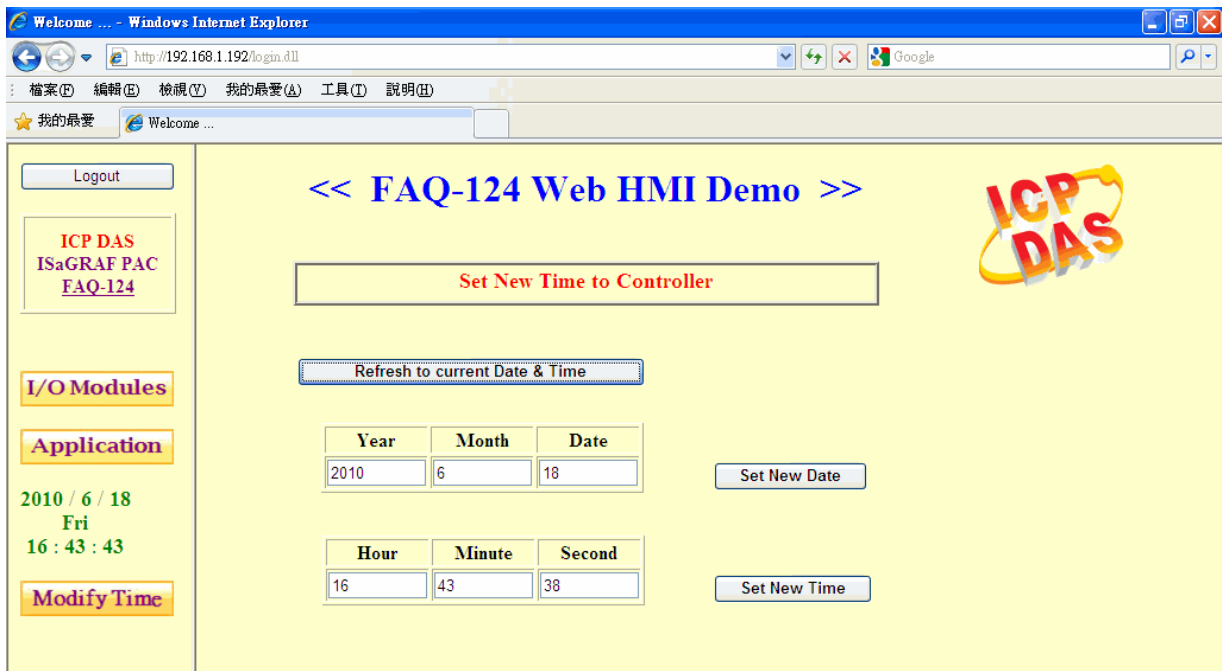 Welcome ... - Windows Internet Explorer
http://192.168.1.192/login.dll
Google
檔案(F) 編輯(E) 檢視(V) 我的最愛(A) 工具(T) 說明(H)
我的最愛 Welcome ...
Logout
ICP DAS
ISaGRAF PAC
FAQ-124
I/O Modules
Application
2010 / 6 / 18
Fri
16 : 43 : 43
Modify Time
<< FAQ-124 Web HMI Demo >>
ICP
DAS
Set New Time to Controller
Refresh to current Date & Time
Year Month Date
2010 6 18
Set New Date
Hour Minute Second
16 43 38
Set New Time